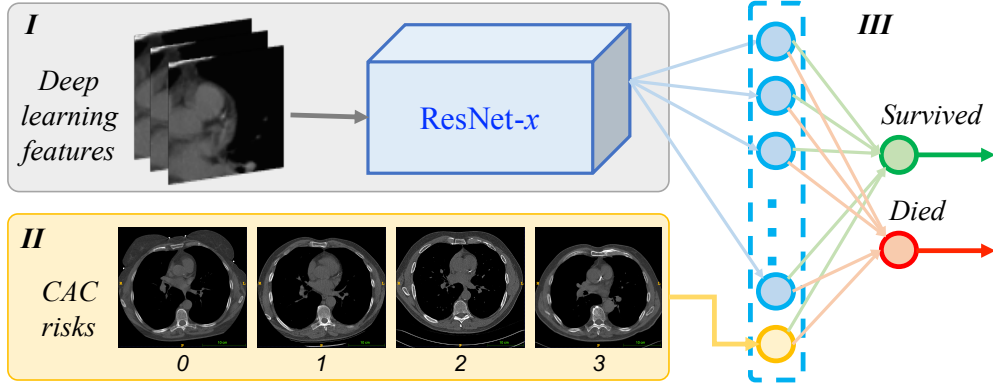 I
Deep
learning
features
ResNet-x
II
CAC
risks
0
1
2
3
III
Survived
Died